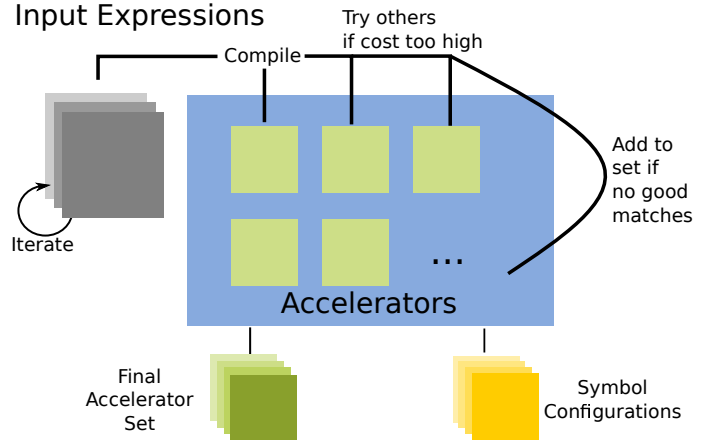 Input Expressions
Try others
if cost too high
Compile
Add to
set if
no good
matches
Iterate
...
Accelerators
Final
Accelerator
Set
Symbol
Configurations